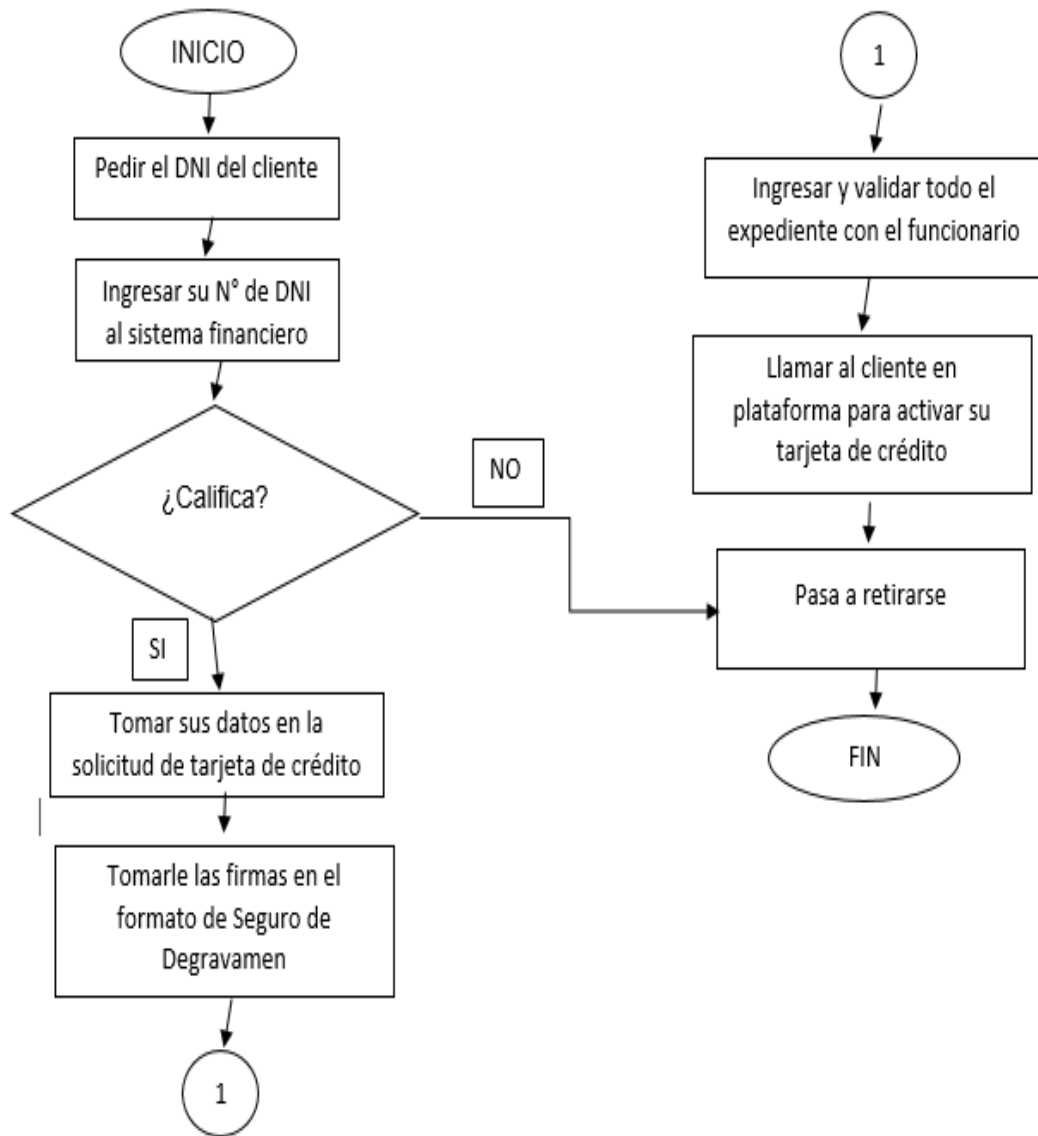 INICIO
Pedir el DNI del cliente
Ingresar su N° de DNI
al sistema financiero
¿Califica?
NO
SI
Tomar sus datos en la
solicitud de tarjeta de crédito
Tomarle las firmas en el
formato de Seguro de
Degravamen
1
1
Ingresar y validar todo el
expediente con el funcionario
Llamar al cliente en
plataforma para activar su
tarjeta de crédito
Pasa a retirarse
FIN